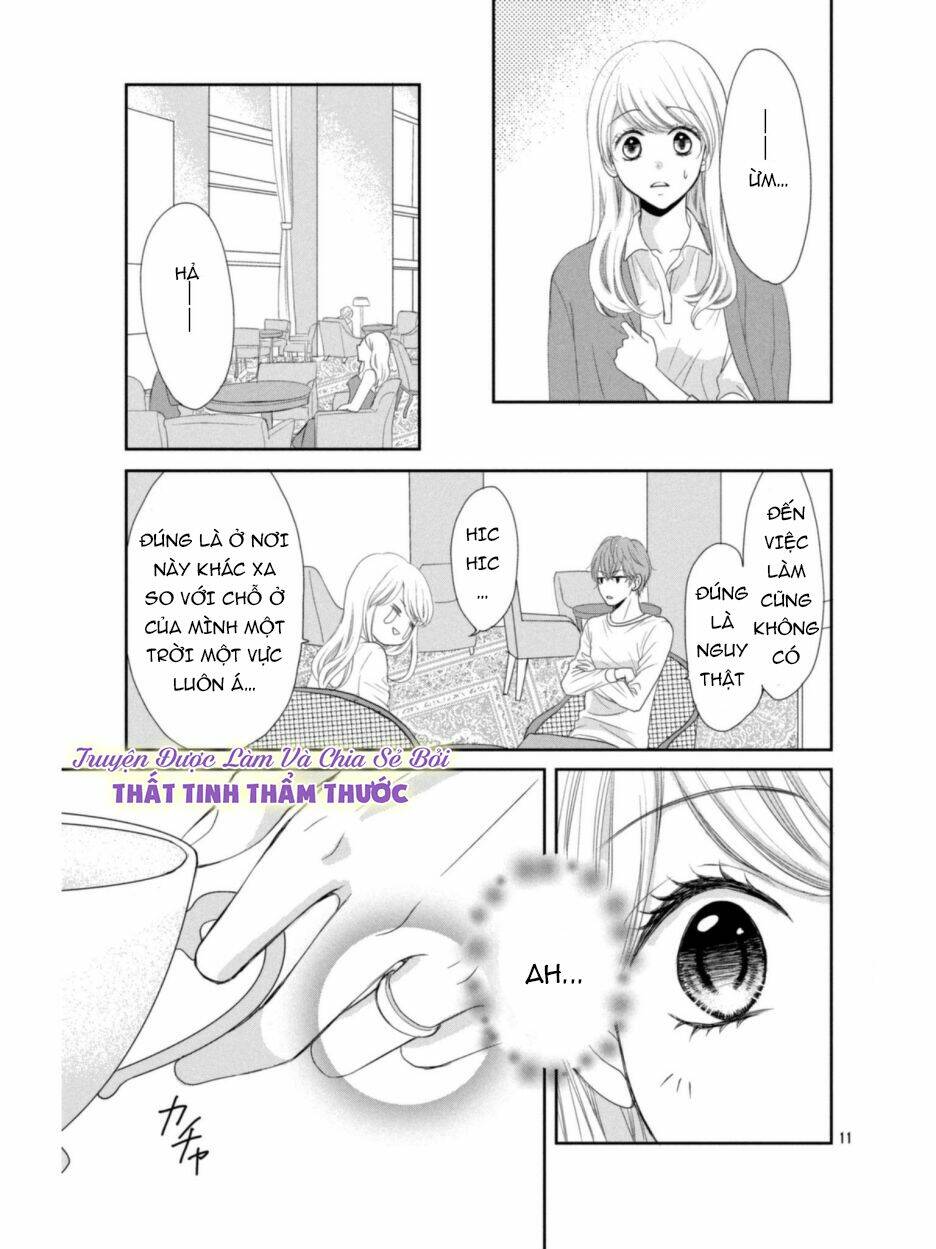 ỪM...
HẢ
ĐẾN
VIỆC
LÀM
CŨNG
KHÔNG
CÓ
ĐÚNG
LÀ
NGUY
THẬT
HIC
HIC
...
ĐÚNG LÀ Ở NƠI
NÀY KHÁC XA
SO VỚI CHỖ Ở
CỦA MÌNH MỘT
TRỜI MỘT VỰC
LUÔN Á...
Truyện Được Làm Và Chia Sẻ Bởi
THẤT TINH THẨM THƯỚC
AH...
カチャ
11